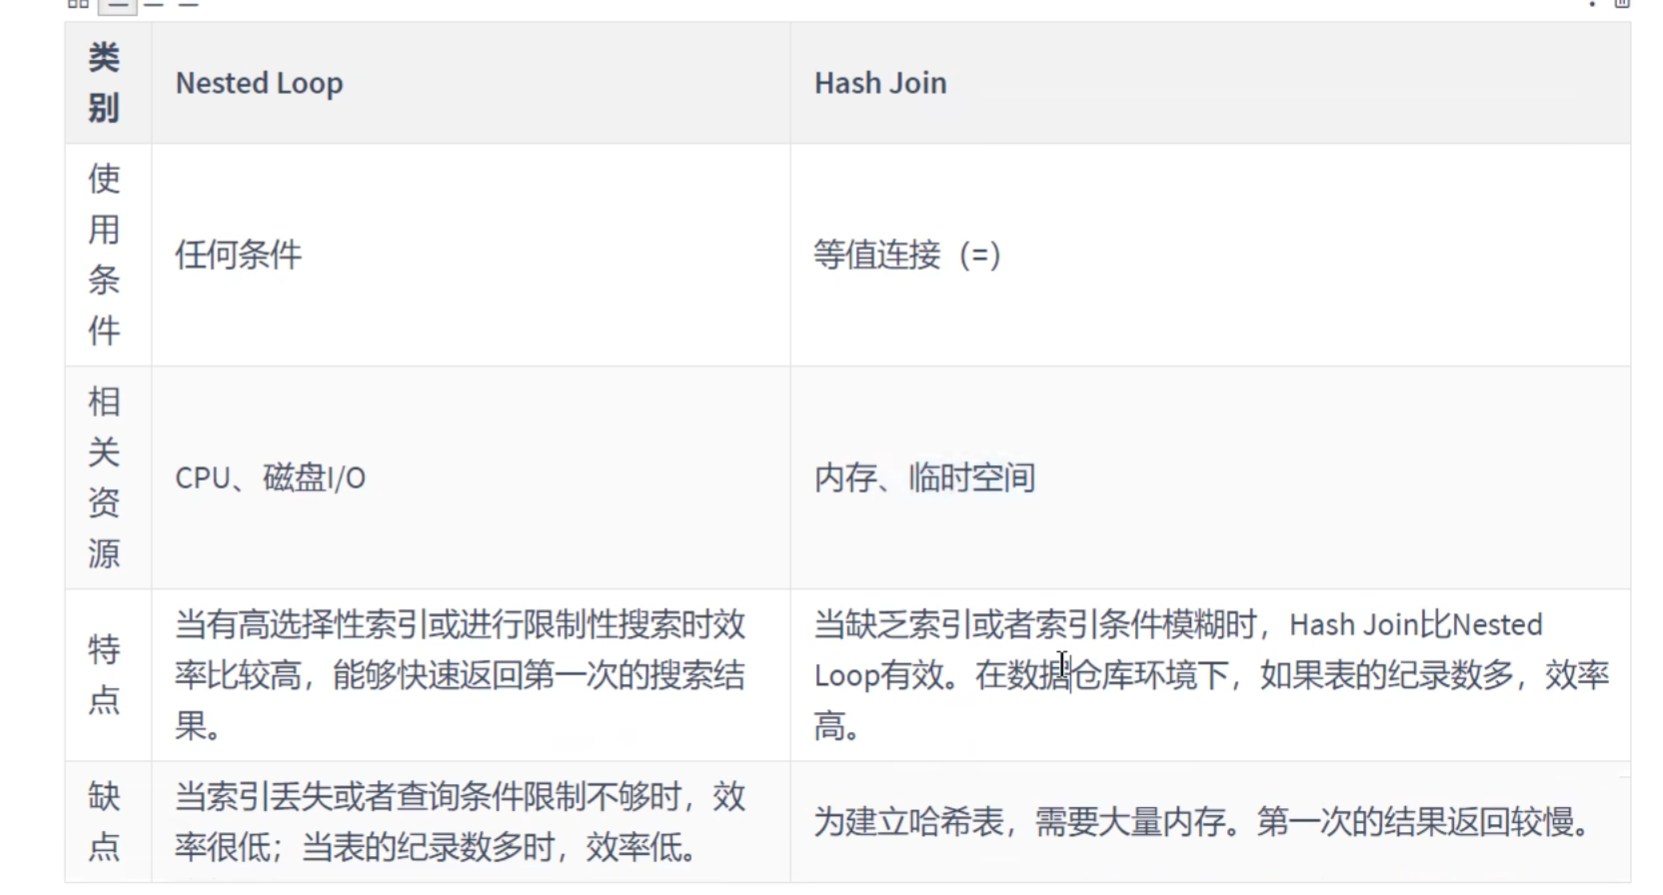 类别
Nested Loop
Hash Join
使用条件
任何条件
等值连接（=）
相关资源
CPU、磁盘I/O
内存、临时空间
特点
当有高选择性索引或进行限制性搜索时效
率比较高，能够快速返回第一次的搜索结
果。
当缺乏索引或者索引条件模糊时，Hash Join比Nested
Loop有效。在数据仓库环境下，如果表的纪录数多，效率
高。
缺点
当索引丢失或者查询条件限制不够时，效
率很低；当表的纪录数多时，效率低。
为建立哈希表，需要大量内存。第一次的结果返回较慢。